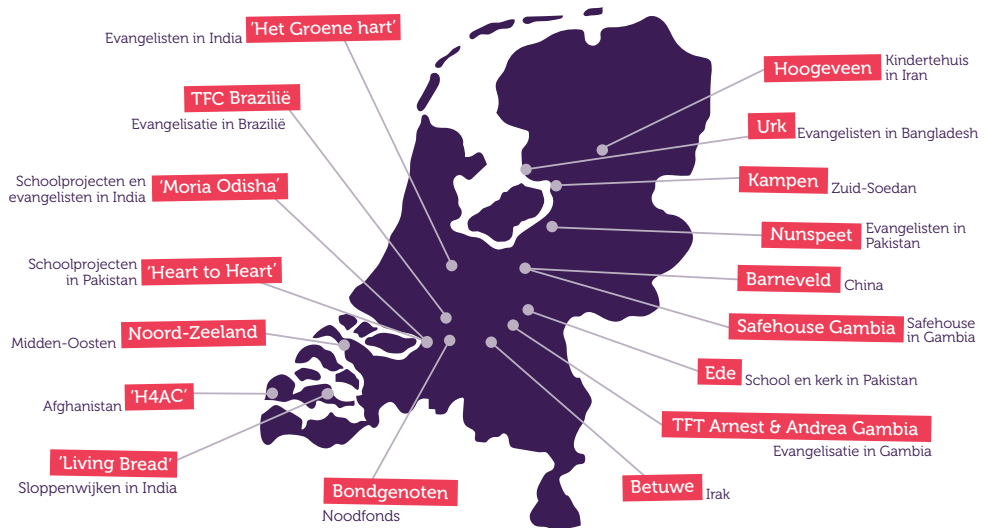 Evangelisten in India
'Het Groene hart'
TFC Brazilië
Evangelisatie in Brazilië
Schoolprojecten en
evangelisten in India
'Moria Odisha'
Schoolprojecten
in Pakistan
'Heart to Heart'
Midden-Oosten
Noord-Zeeland
Afghanistan
'H4AC'
'Living Bread'
Sloppenwijken in India
Bondgenoten
Noodfonds
Hoogeveen
Kindertehuis
in Iran
Urk
Evangelisten in Bangladesh
Kampen
Zuid-Soedan
Nunspeet
Evangelisten in
Pakistan
Barneveld
China
Safehouse Gambia
Safehouse
in Gambia
Ede
School en kerk in Pakistan
TFT Arnest & Andrea Gambia
Evangelisatie in Gambia
Betuwe
Irak